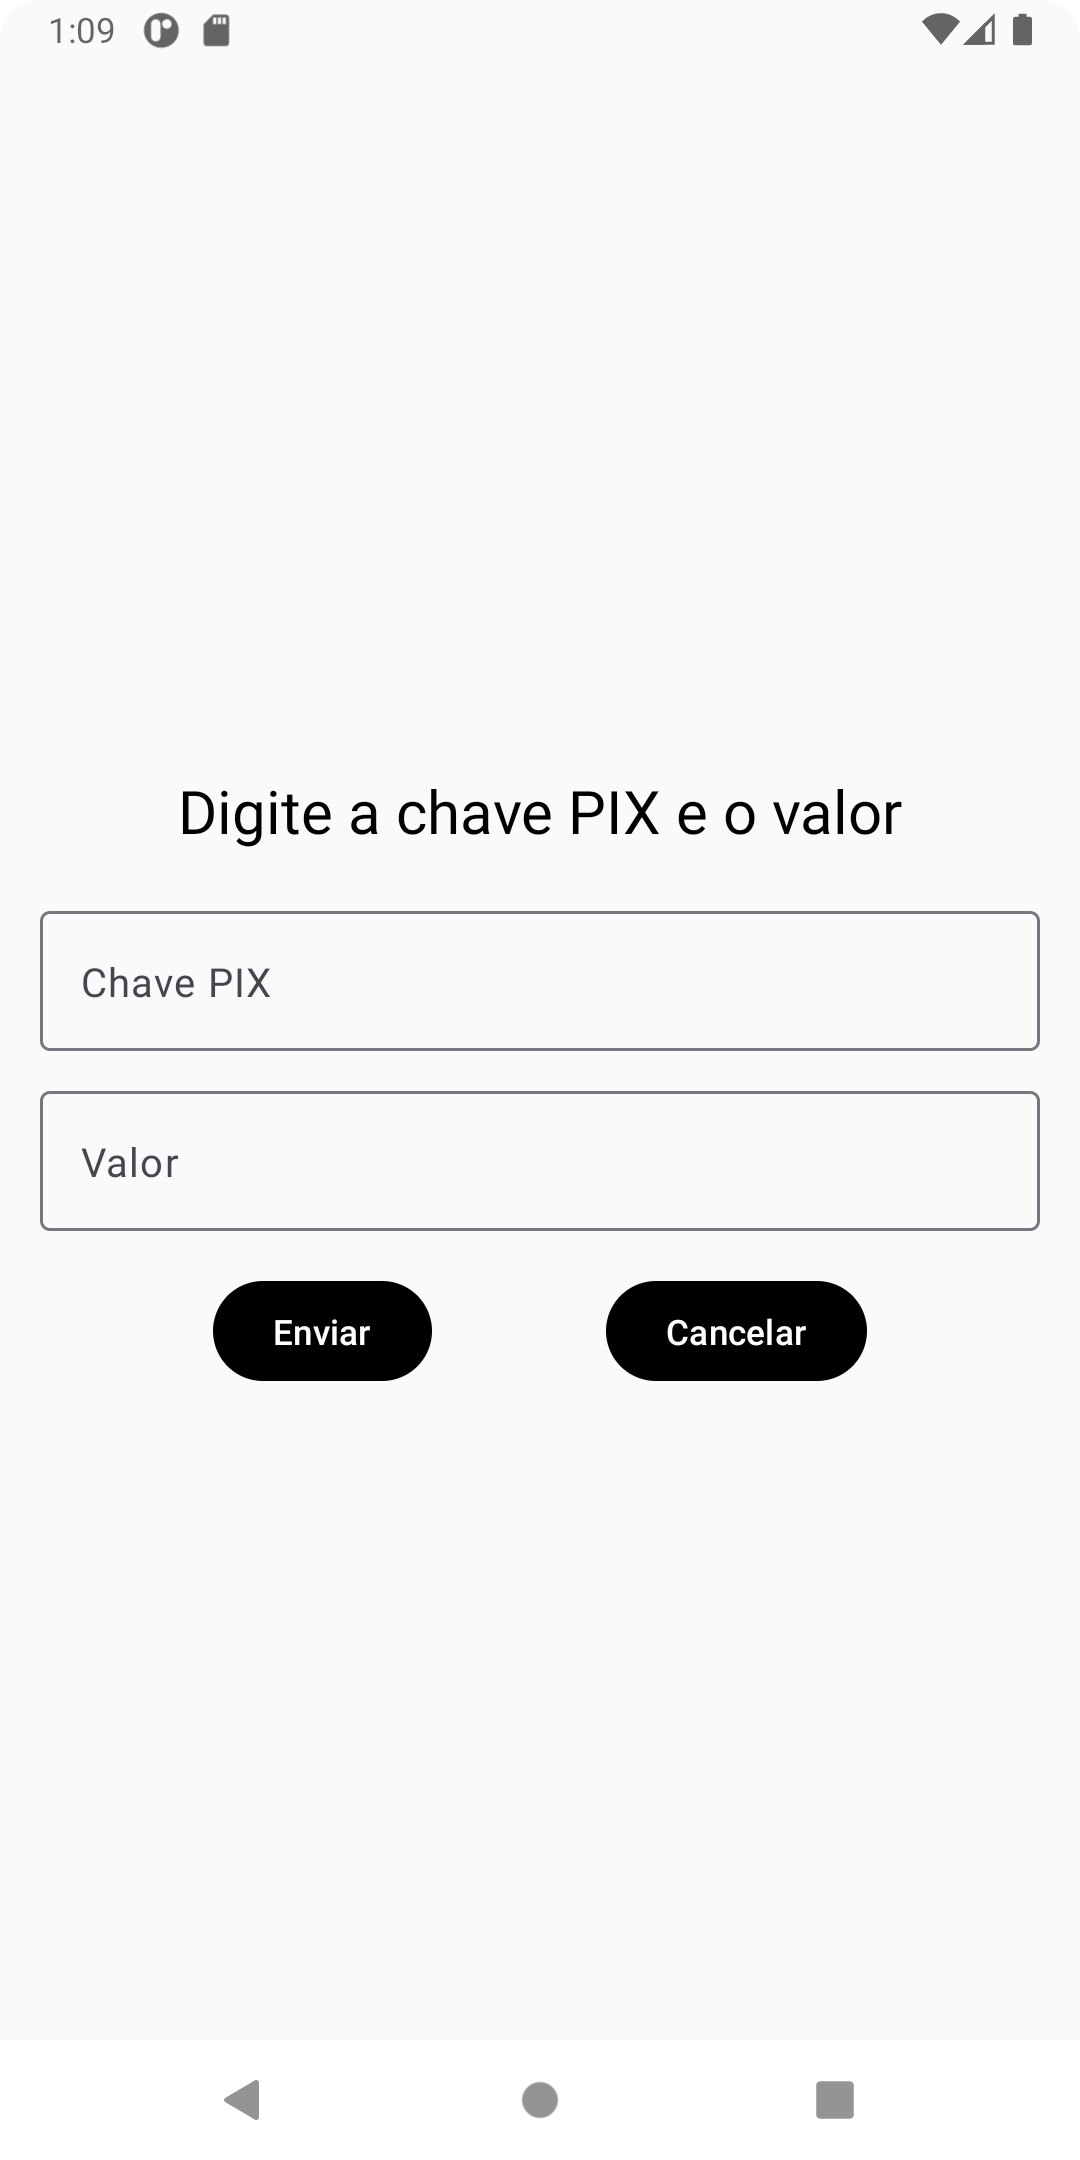 1:09
Digite a chave PIX e o valor
Chave PIX
Valor
Enviar
Cancelar